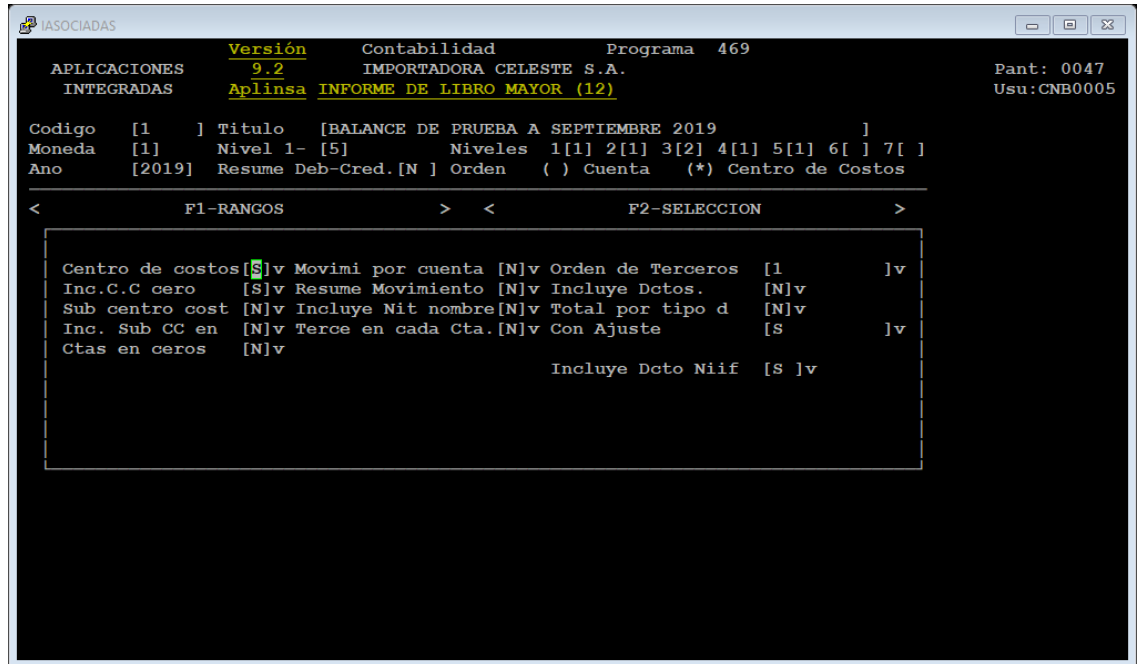 IASOCIADAS
Versión Contabilidad Programa 469
APLICACIONES 9.2 IMPORTADORA CELESTE S.A. Pant: 0047
INTEGRADAS Aplinsa INFORME DE LIBRO MAYOR (12) Usu:CNB0005
Codigo [1 ] Titulo [BALANCE DE PRUEBA A SEPTIEMBRE 2019 ]
Moneda [1] Nivel 1- [5] Niveles 1[1] 2[1] 3[2] 4[1] 5[1] 6[ ] 7[ ]
Ano [2019] Resume Deb-Cred.[N ] Orden ( ) Cuenta (*) Centro de Costos
< F1-RANGOS > < F2-SELECCION >
Centro de costos[S]v Movimi por cuenta [N]v Orden de Terceros [1 ]v
Inc.C.C cero [S]v Resume Movimiento [N]v Incluye Dctos. [N]v
Sub centro cost [N]v Incluye Nit nombre[N]v Total por tipo d [N]v
Inc. Sub CC en [N]v Terce en cada Cta.[N]v Con Ajuste [S ]v
Ctas en ceros [N]v
Incluye Dcto Niif [S ]v